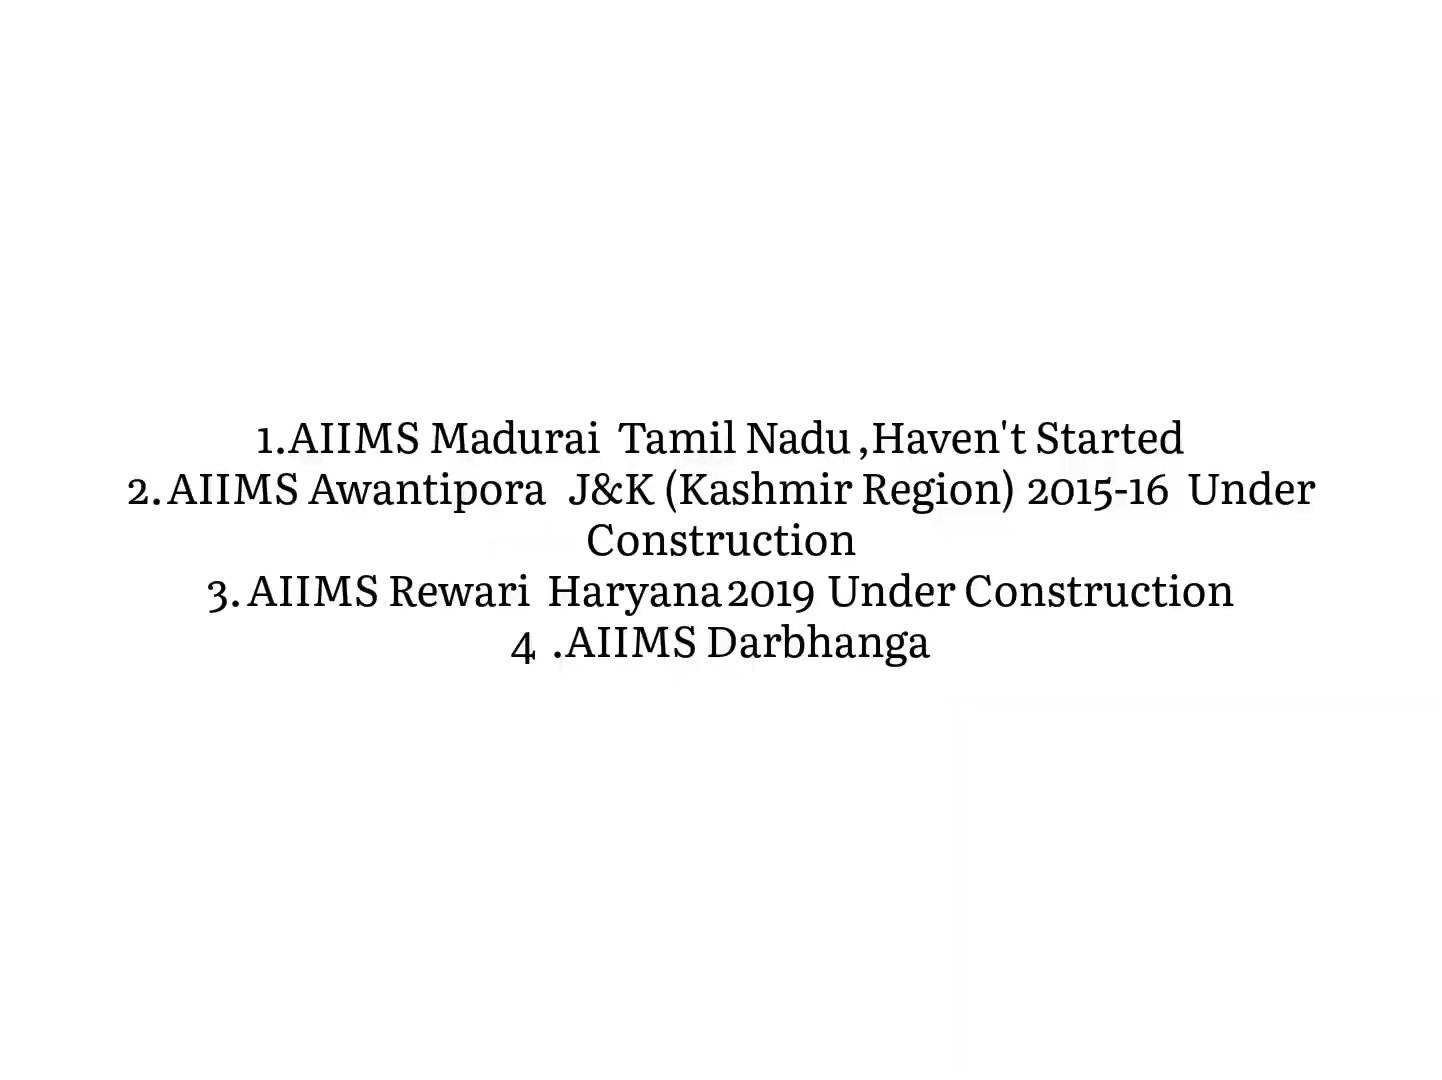 1.AIIMS Madurai  Tamil Nadu ,Haven't Started
2.AIIMS Awantipora  J&K (Kashmir Region) 2015-16  Under
Construction
3.AIIMS Rewari  Haryana 2019 Under Construction
4 .AIIMS Darbhanga